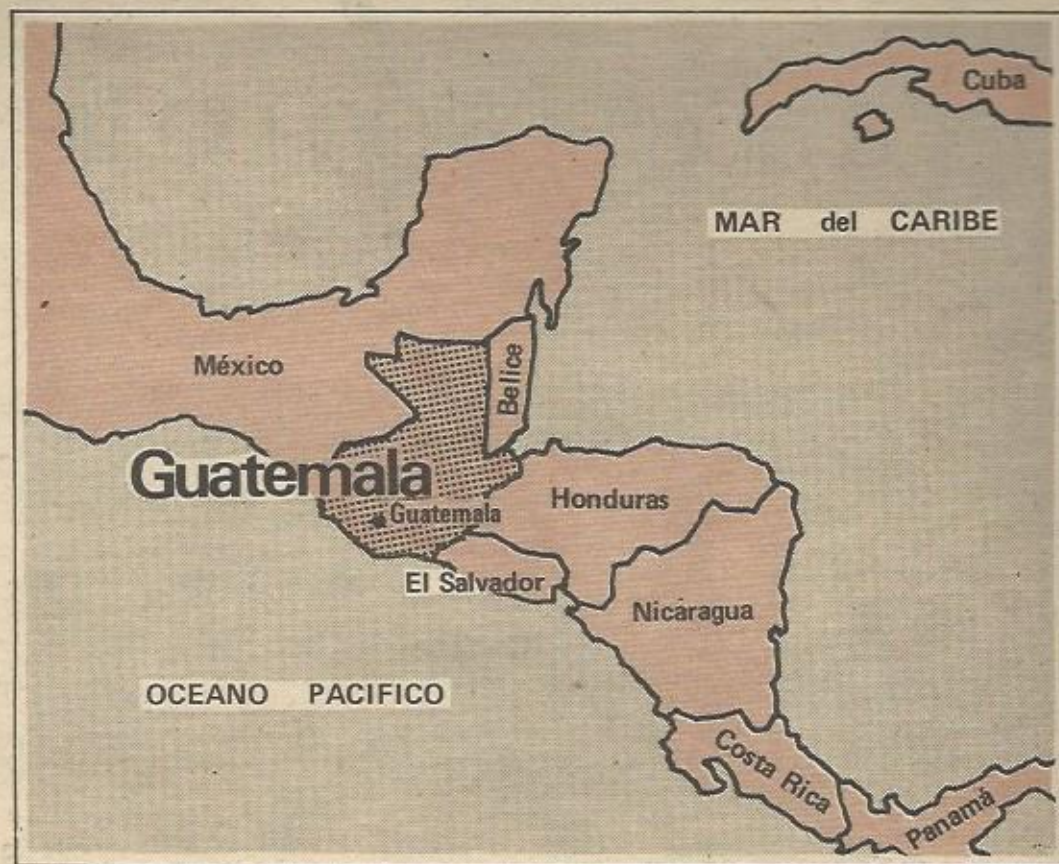 Cuba
MAR del CARIBE
México
Belice
Guatemala
Guatemala
Honduras
El Salvador
Nicaragua
OCEANO PACIFICO
Costa Rica
Panamá